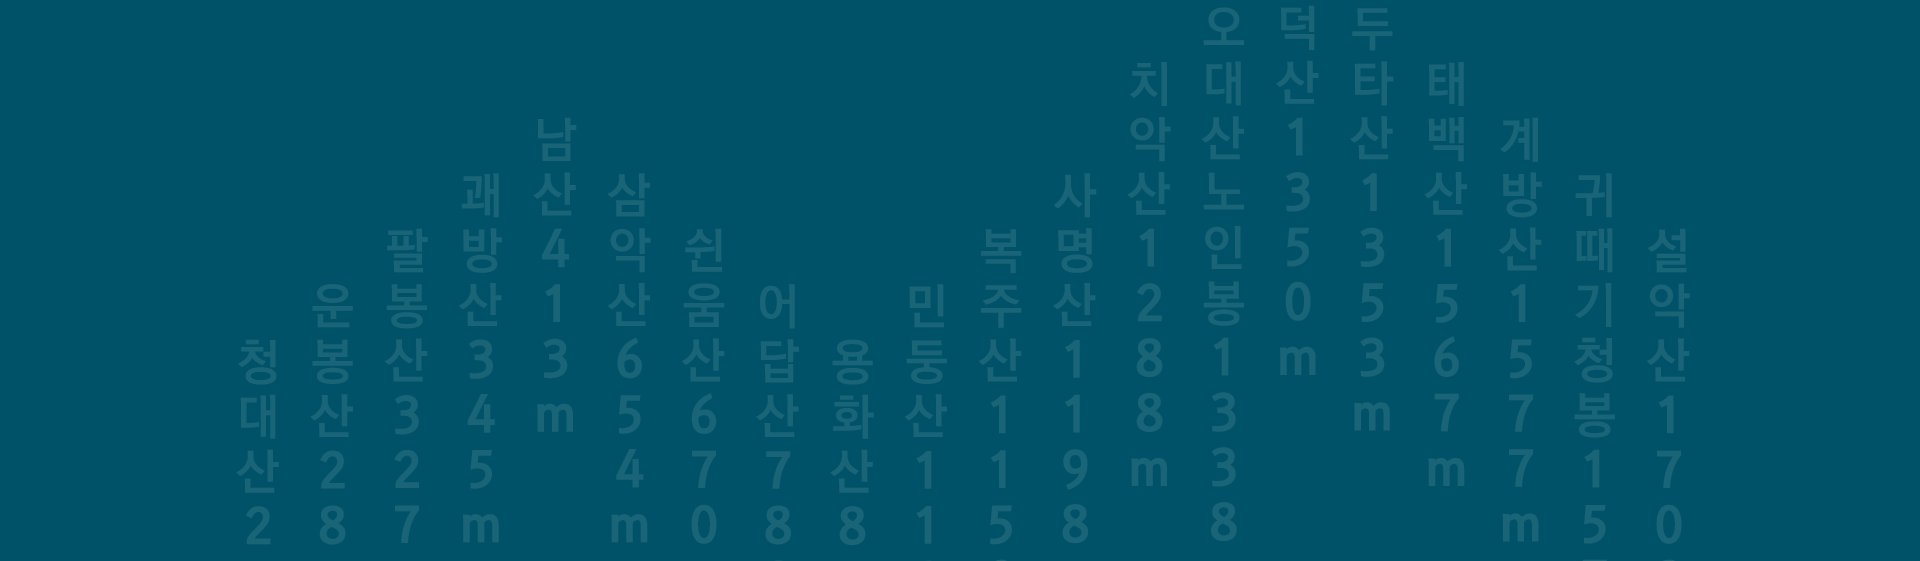 청대산2
운봉산28
팔봉산327
괘방산345m
남산413m
삼악산654m
쉰움산670
어답산78
용화산8
민둥산11
복주산115
사명산1198
치악산1288m
오대산노인봉1338
덕산1350m
두타산1353m
태백산1567m
계방산1577m
귀때기청봉15
설악산170